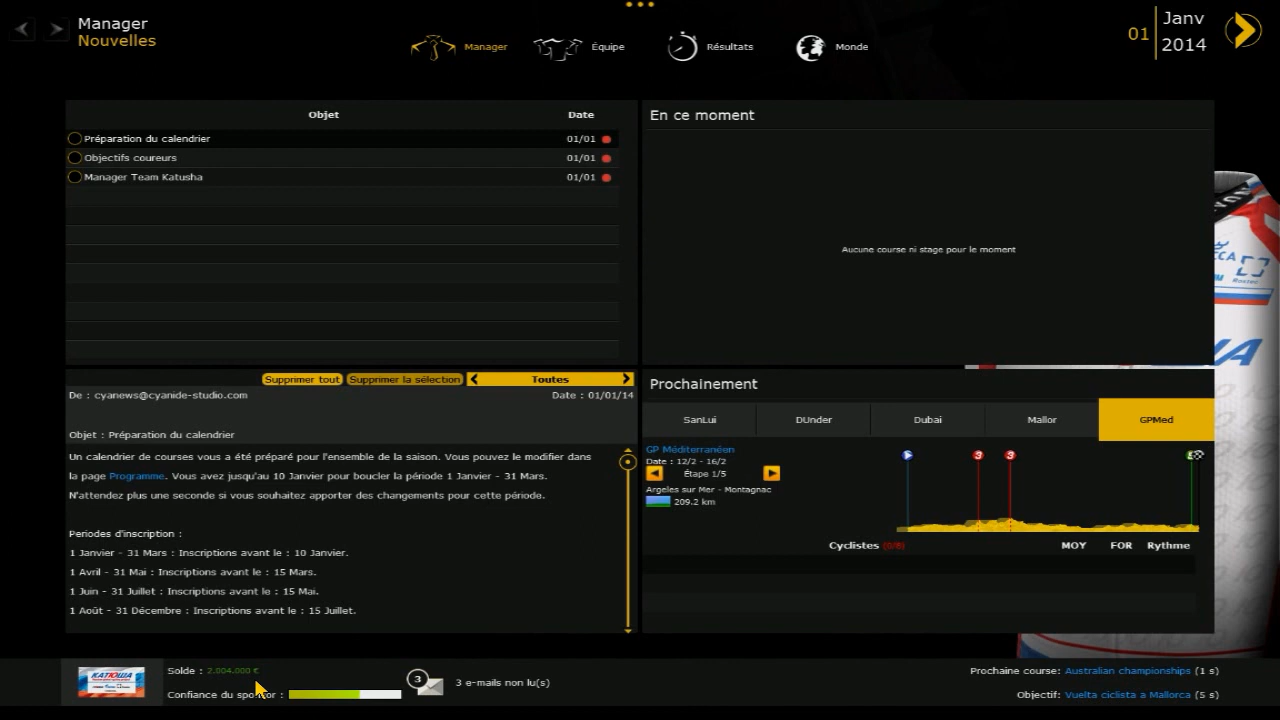 Manager
Nouvelles
Manager
Équipe
Résultats
Monde
01
Janv
2014
Objet
Date
Préparation du calendrier
01/01
Objectifs coureurs
01/01
Manager Team Katusha
01/01
En ce moment
Aucune course ni stage pour le moment
Supprimer tout
Supprimer la sélection
Toutes
De : cyanews@cyanide-studio.com
Date : 01/01/14
Objet : Préparation du calendrier
Un calendrier de courses vous a été préparé pour l'ensemble de la saison. Vous pouvez le modifier dans
la page Programme. Vous avez jusqu'au 10 Janvier pour boucler la période 1 Janvier - 31 Mars.
N'attendez plus une seconde si vous souhaitez apporter des changements pour cette période.
Periodes d'inscription :
1 Janvier - 31 Mars : Inscriptions avant le : 10 Janvier.
1 Avril - 31 Mai : Inscriptions avant le : 15 Mars.
1 Juin - 31 Juillet : Inscriptions avant le : 15 Mai.
1 Août - 31 Décembre : Inscriptions avant le : 15 Juillet.
Prochainement
SanLui
DUnder
Dubai
Mallor
GPMed
GP Méditerranéen
Date : 12/2 - 16/2
Étape 1/5
Argeles sur Mer - Montagnac
209.2 km
3
3
Cyclistes (0/8)
MOY
FOR
Rythme
КАТЮША
Solde : 2.004.000 €
Confiance du sponsor :
3
3 e-mails non lu(s)
Prochaine course: Australian championships (1 s)
Objectif: Vuelta ciclista a Mallorca (5 s)